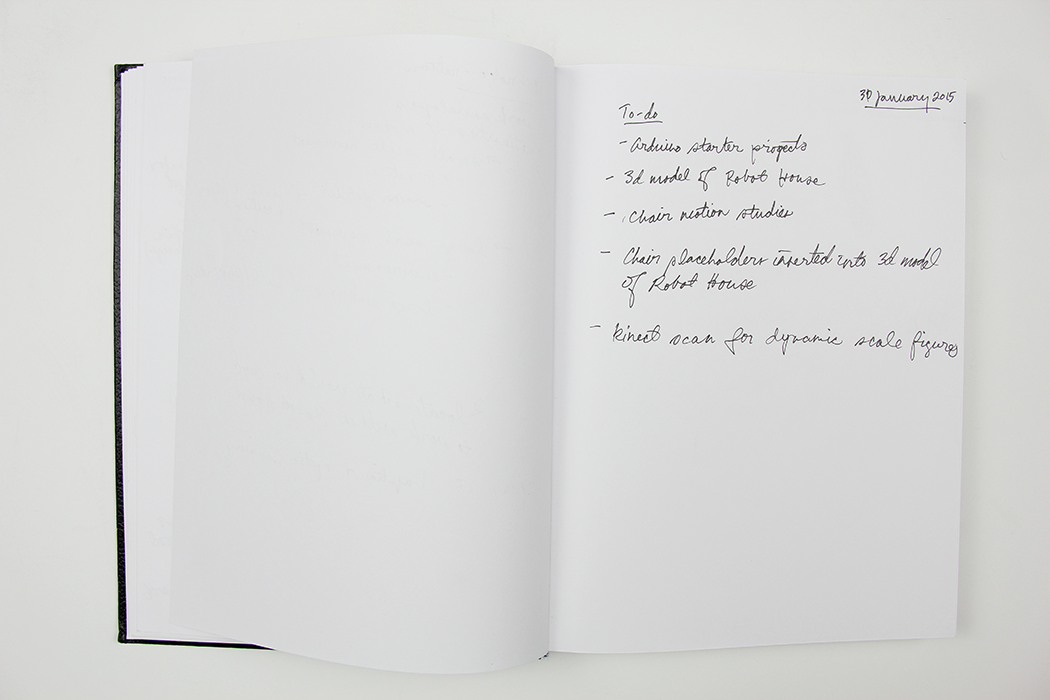 30 January 2015
To-do
- Arduino starter projects
- 3d model of Robot House
- Chair motion studies
- Chair placeholders inserted into 3d model
of Robot House
- kinect scan for dynamic scale figures